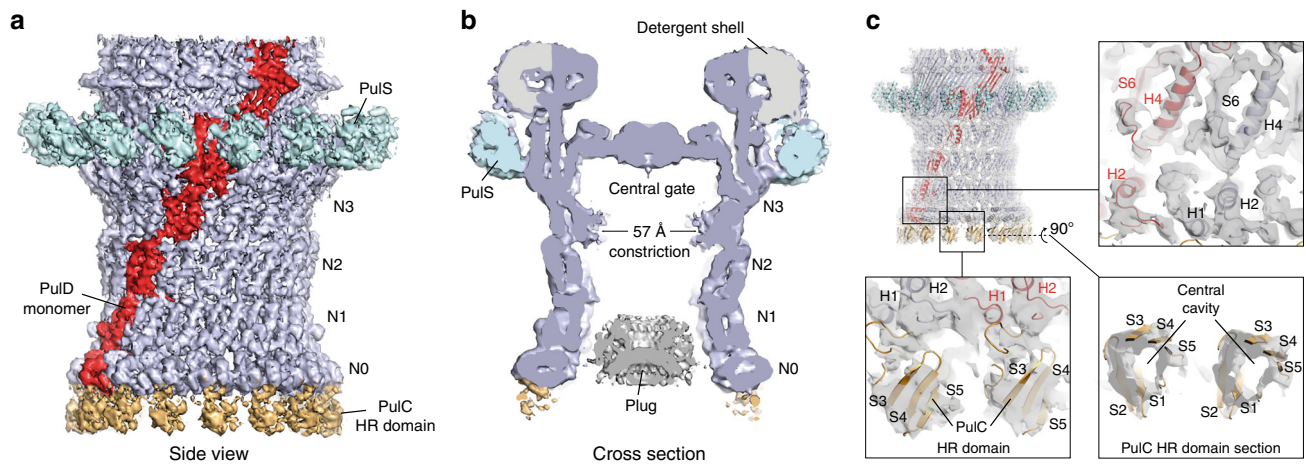 a
PulS
N3
N2
PulD
monomer
N1
N0
PulC
HR domain
Side view
b
Detergent shell
PulS
Central gate
N3
57 Å
constriction
N2
N1
N0
Plug
Cross section
c
90°
S6
H4
S6
H4
H2
H1
H2
H1
H2
H1
H2
S3
S4
S5
S3
S4
S5
PulC
HR domain
Central
cavity
S3
S4
S5
S2
S1
S3
S4
S5
S2
S1
PulC HR domain section